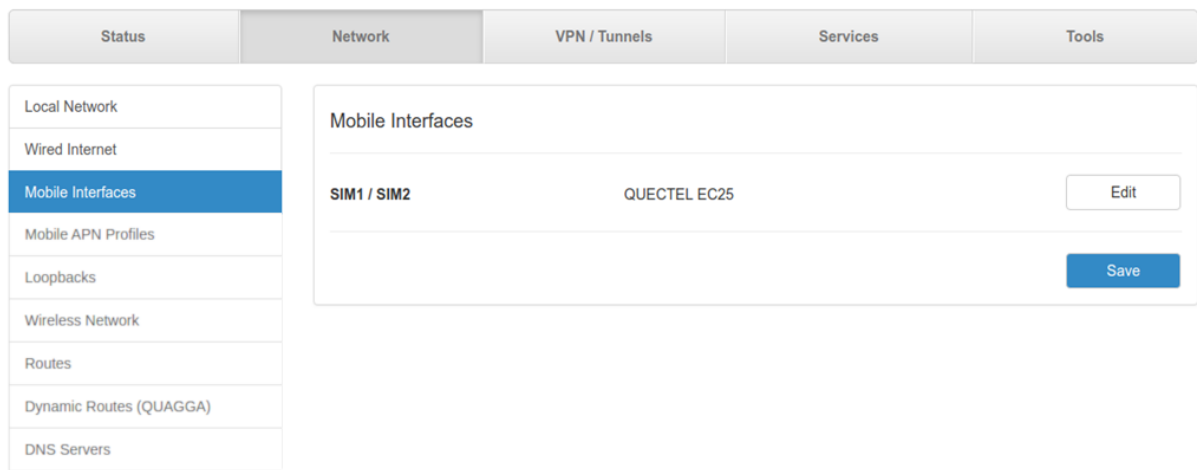 Status Network VPN / Tunnels Services Tools
Local Network
Wired Internet
Mobile Interfaces
Mobile APN Profiles
Loopbacks
Wireless Network
Routes
Dynamic Routes (QUAGGA)
DNS Servers
Mobile Interfaces
SIM1 / SIM2 QUECTEL EC25 Edit
Save